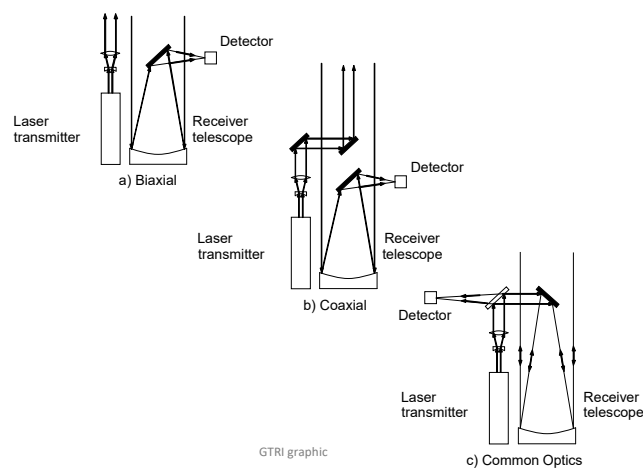 Detector
Laser
transmitter
Receiver
telescope
a) Biaxial
Detector
Laser
transmitter
Receiver
telescope
b) Coaxial
Detector
Laser
transmitter
Receiver
telescope
GTRI graphic
c) Common Optics